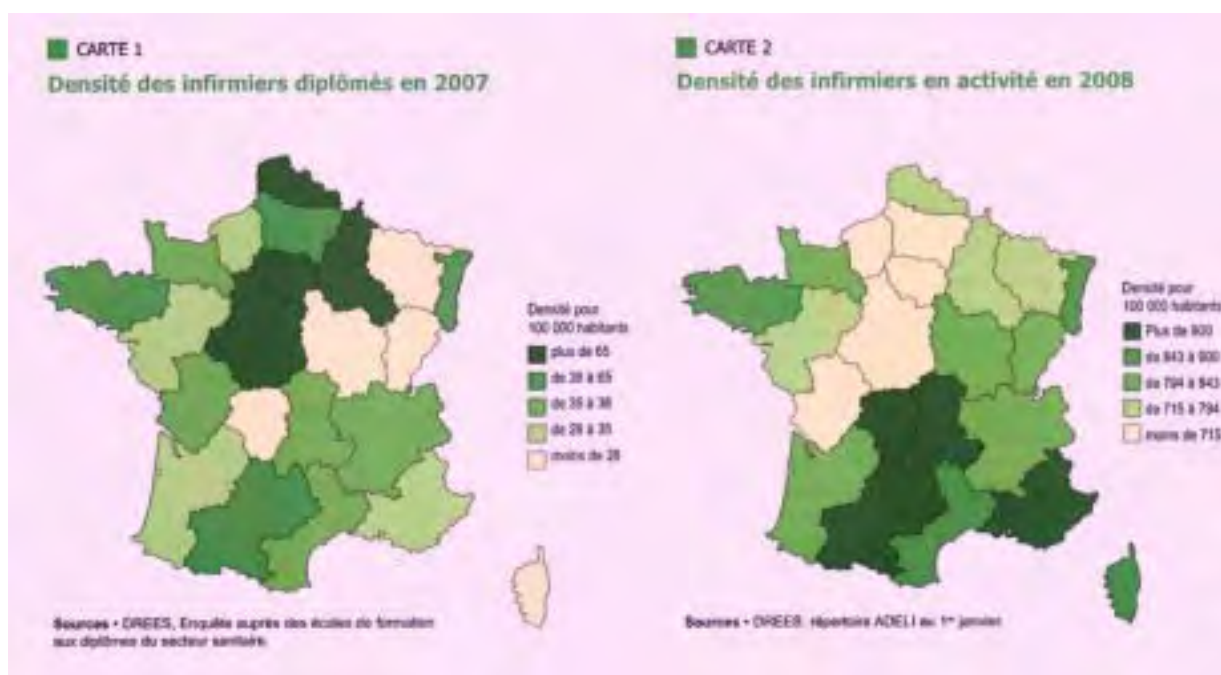 CARTE 1
Densité des infirmiers diplômés en 2007
Densité pour
100 000 habitants
plus de 65
de 38 à 65
de 35 à 38
de 28 à 35
moins de 28
Sources • DREES, Enquête auprès des écoles de formation
aux diplômes du secteur sanitaire.
CARTE 2
Densité des infirmiers en activité en 2008
Densité pour
100 000 habitants
Plus de 900
de 843 à 900
de 794 à 843
de 715 à 794
moins de 715
Sources • DREES, répertoire ADELI au 1er janvier